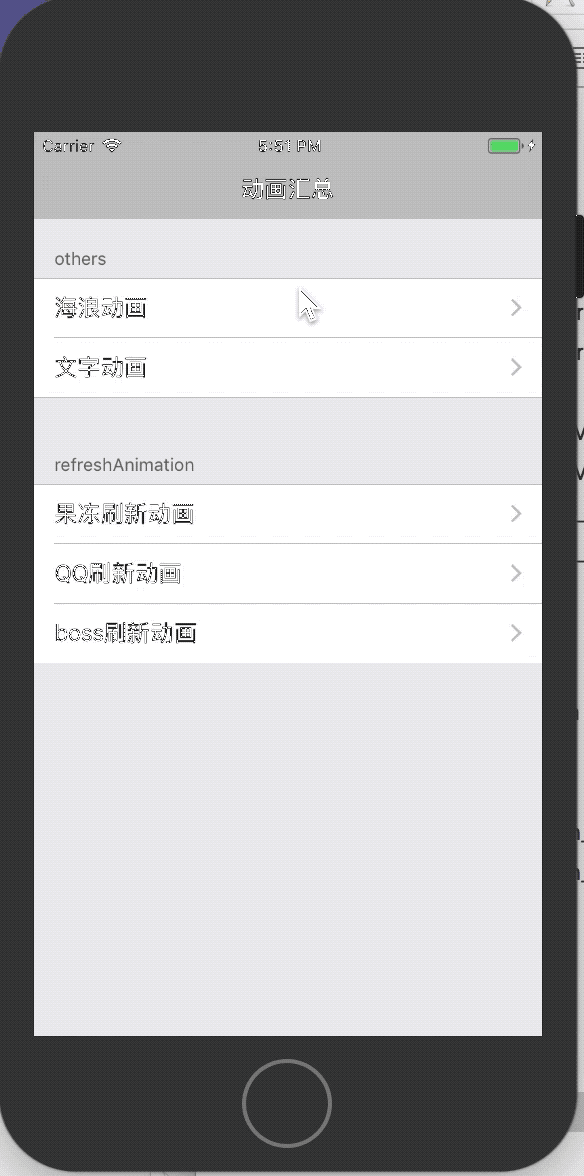 Carrier 5:51 PM
动画汇总
others
海浪动画
文字动画
refreshAnimation
果冻刷新动画
QQ刷新动画
boss刷新动画